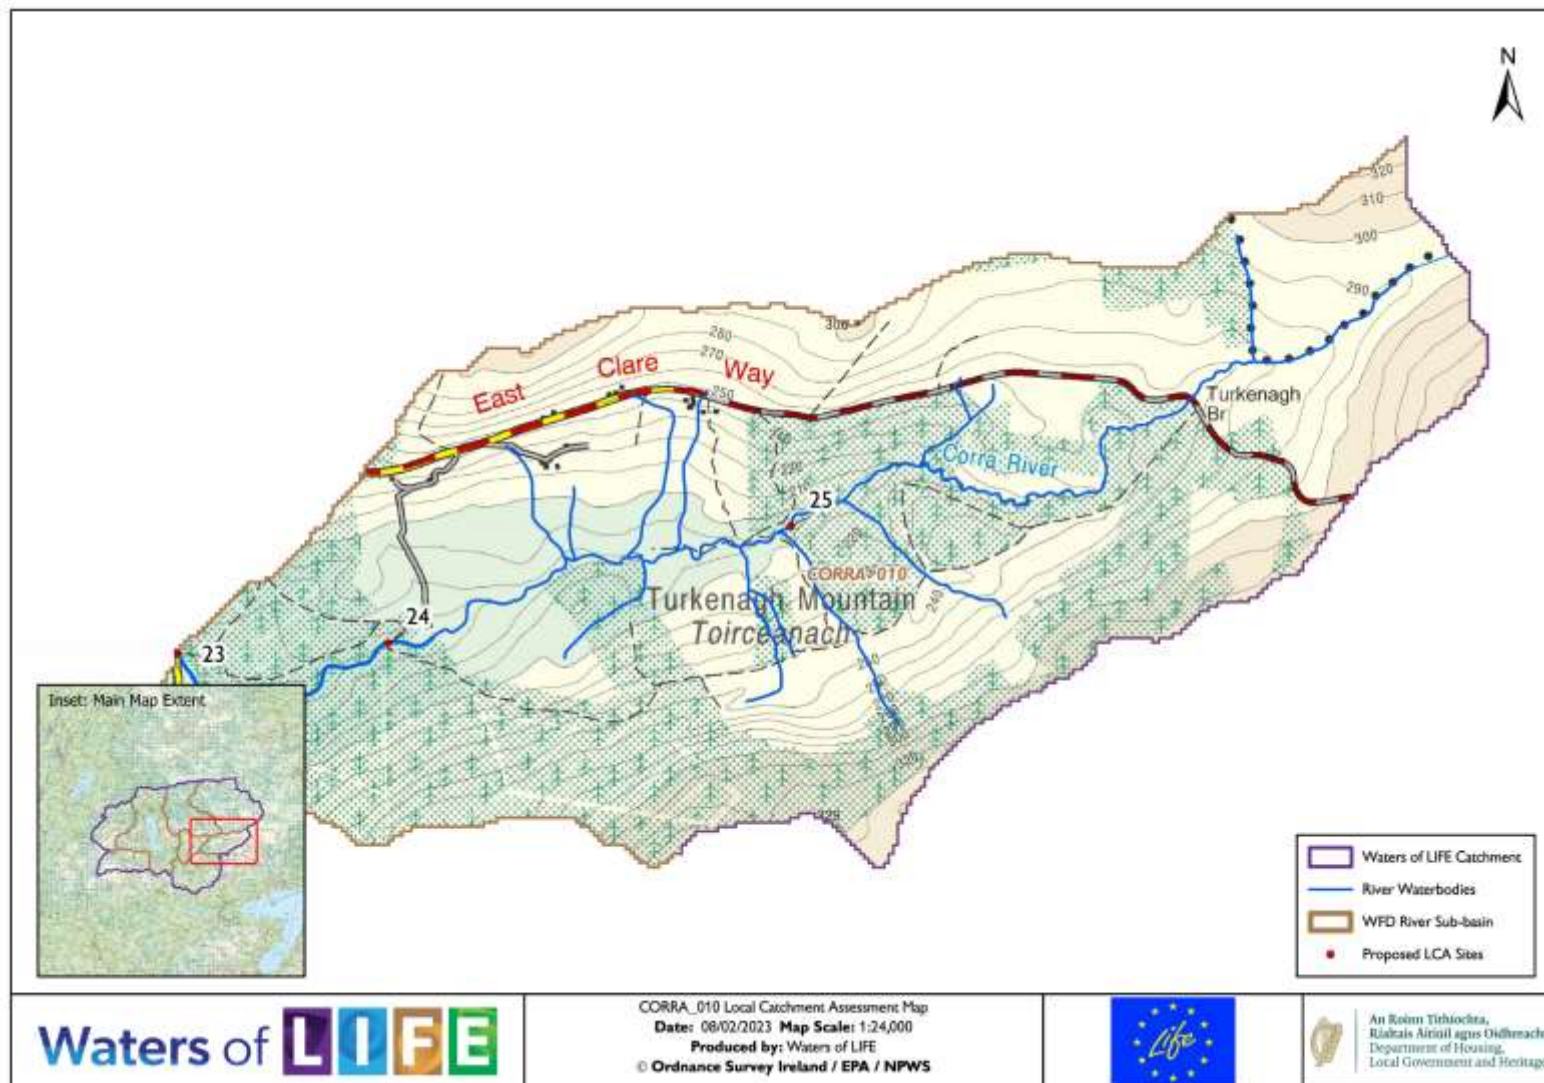 N
320
310
300
290
300
280
270
250
East Clare Way
Turkenagh
Br
Corra River
220
210
25
220
CORRA_010
240
Turkenagh Mountain
Toirceanach
24
23
320
Inset: Main Map Extent
Waters of LIFE Catchment
River Waterbodies
WFD River Sub-basin
Proposed LCA Sites
Waters of LIFE
CORRA_010 Local Catchment Assessment Map
Date: 08/02/2023 Map Scale: 1:24,000
Produced by: Waters of LIFE
© Ordnance Survey Ireland / EPA / NPWS
Life
An Roinn Tithíochta,
Rialtais Áitiúil agus Oidhreachta
Department of Housing,
Local Government and Heritage